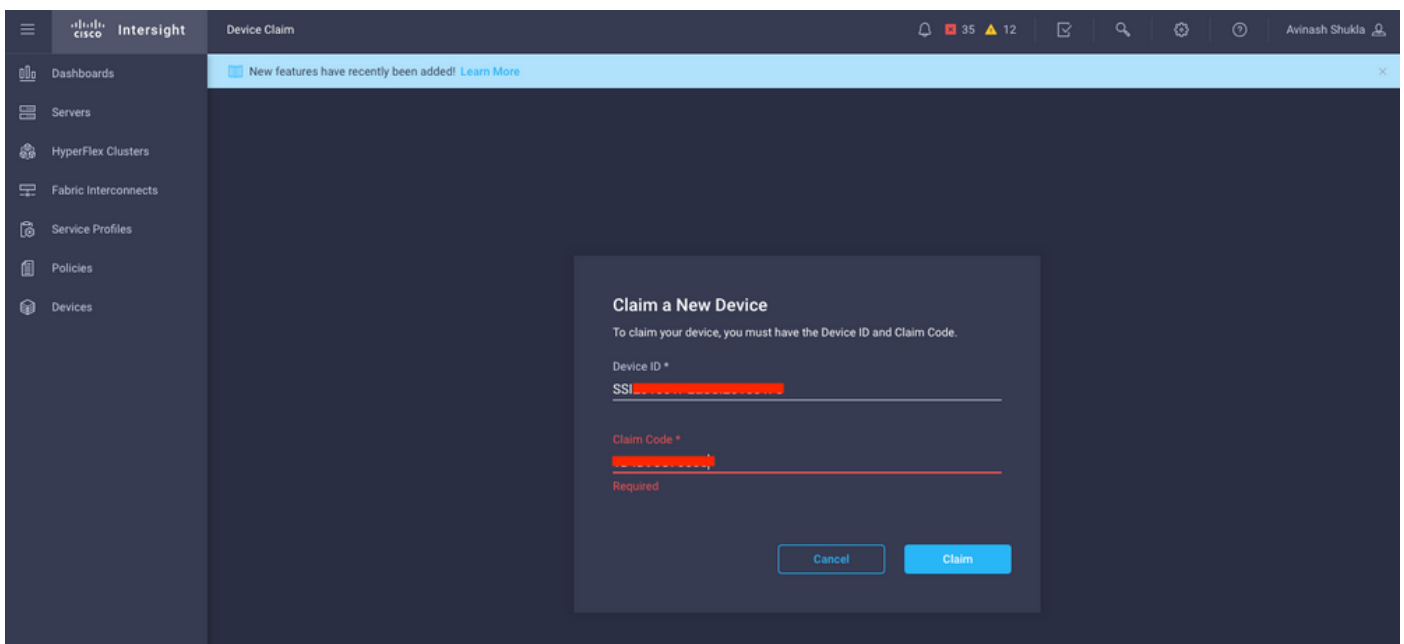 cisco Intersight
Device Claim
35 12
Avinash Shukla
Dashboards
Servers
HyperFlex Clusters
Fabric Interconnects
Service Profiles
Policies
Devices
New features have recently been added! Learn More
Claim a New Device
To claim your device, you must have the Device ID and Claim Code.
Device ID *
SSI
Claim Code *
Required
Cancel Claim